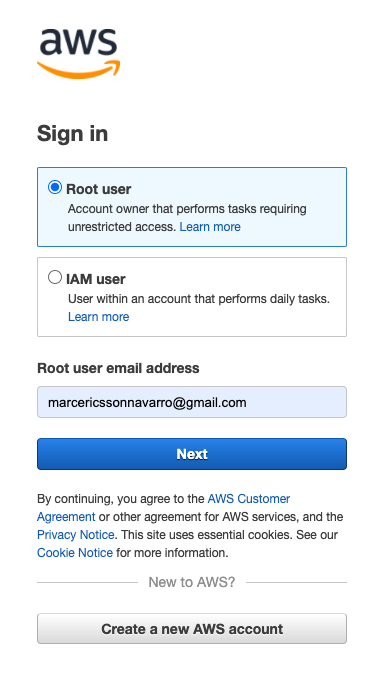 aws
Sign in
Root user
Account owner that performs tasks requiring
unrestricted access. Learn more
IAM user
User within an account that performs daily tasks.
Learn more
Root user email address
marcericssonnavarro@gmail.com
Next
By continuing, you agree to the AWS Customer
Agreement or other agreement for AWS services, and the
Privacy Notice. This site uses essential cookies. See our
Cookie Notice for more information.
New to AWS?
Create a new AWS account